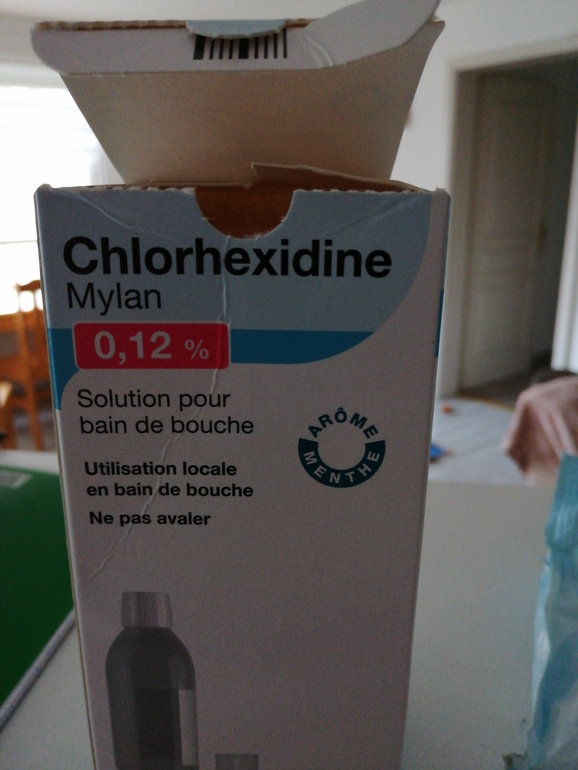 Chlorhexidine
Mylan
0,12 %
Solution pour
bain de bouche
ARÔME
MENTHE
Utilisation locale
en bain de bouche
Ne pas avaler